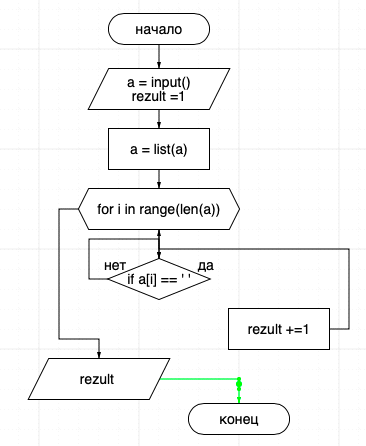 начало
a = input()
rezult =1
a = list(a)
for i in range(len(a))
нет
да
if a[i] == ' '
rezult +=1
rezult
конец